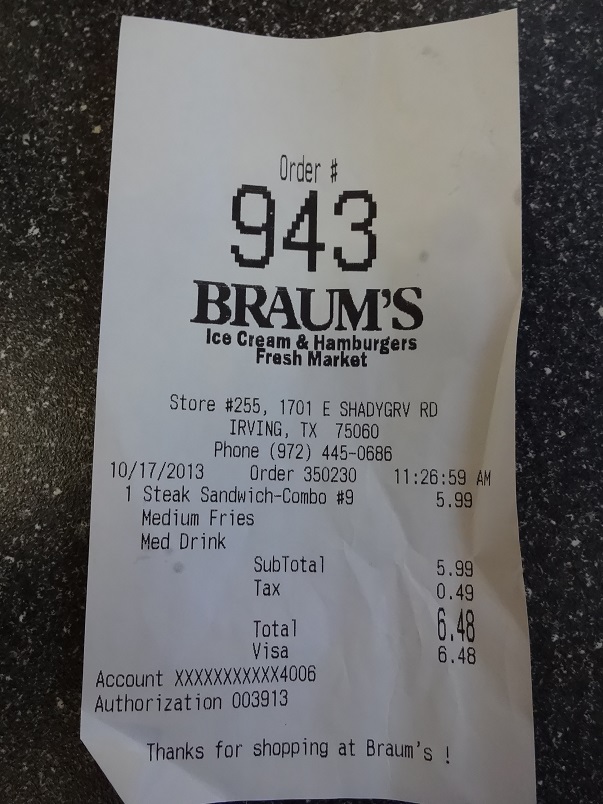 Order #
943
BRAUM'S
Ice Cream & Hamburgers
Fresh Market
Store #255, 1701 E SHADYGRV RD
IRVING, TX 75060
Phone (972) 445-0686
10/17/2013 Order 350230 11:26:59 AM
1 Steak Sandwich-Combo #9 5.99
Medium Fries
Med Drink
SubTotal 5.99
Tax 0.49
Total 6.48
Visa 6.48
Account XXXXXXXXXXXX4006
Authorization 003913
Thanks for shopping at Braum's !